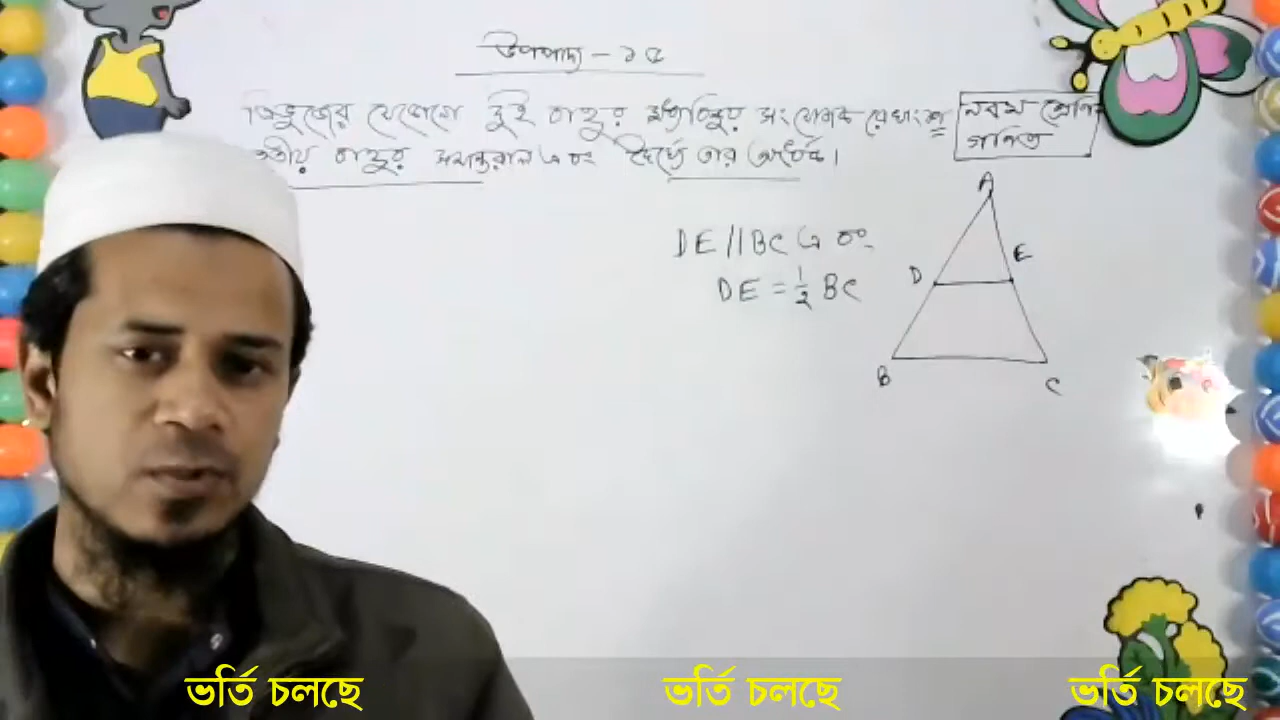 উপপাদ্য - ১৫
ত্রিভুজের যেকোনো দুই বাহুর মধ্যবিন্দুর সংযোজক রেখাংশ
তীয় বাহুর সমান্তরাল এবং দৈর্ঘ্যে তার অর্ধেক।
নবম শ্রেণি
গণিত
DE || BC এবং
DE = 1/2 BC
A
D
E
B
C
ভর্তি চলছে ভর্তি চলছে ভর্তি চলছে